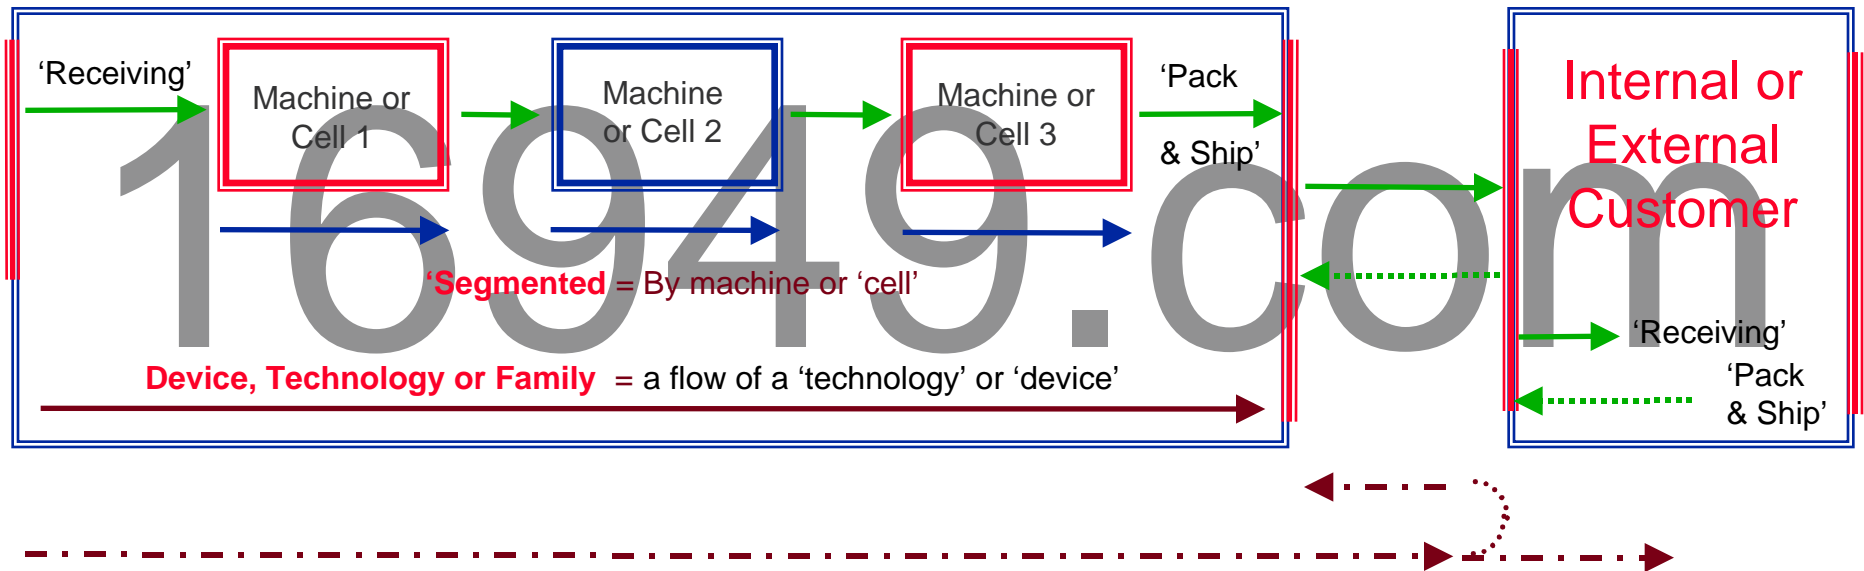 ‘Receiving’
Machine or
Cell 1
Machine
or Cell 2
Machine or
Cell 3
‘Pack
& Ship’
Internal or
External
Customer
16949.com
‘Segmented = By machine or ‘cell’
Device, Technology or Family = a flow of a ‘technology’ or ‘device’
‘Receiving’
‘Pack
& Ship’